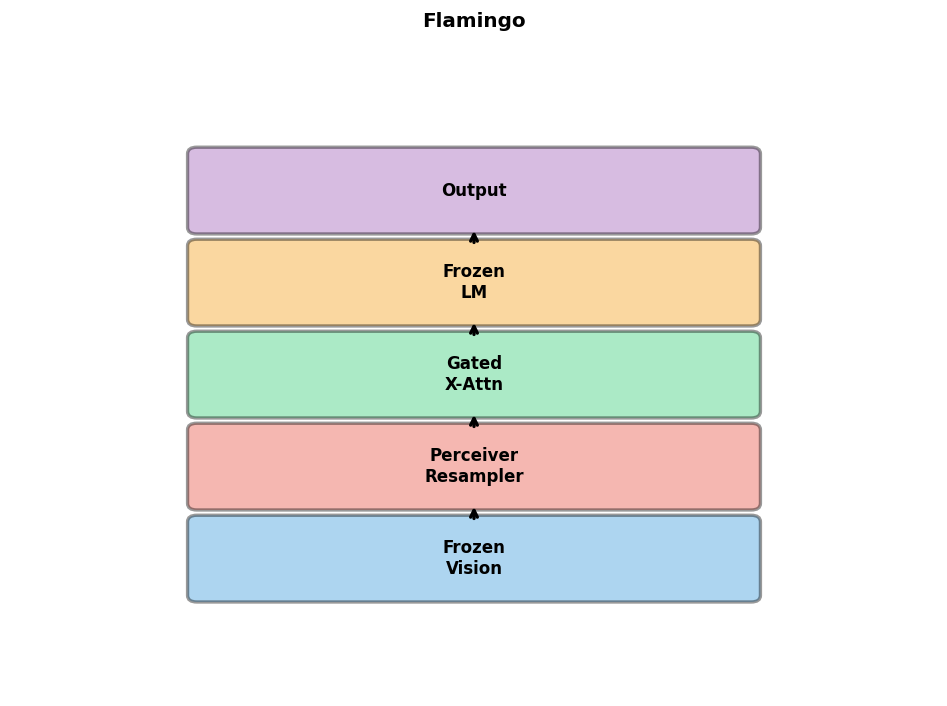 Flamingo
Output
Frozen
LM
Gated
X-Attn
Perceiver
Resampler
Frozen
Vision